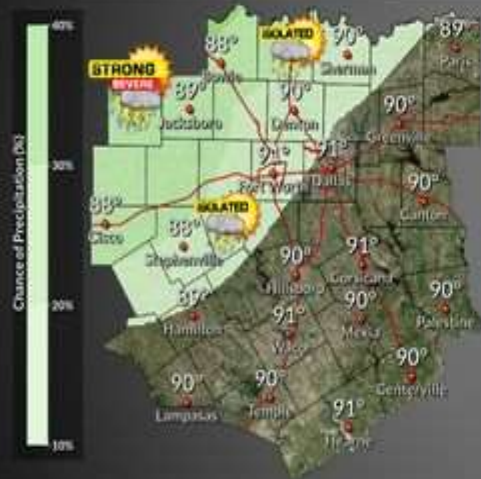 40%
30%
20%
10%
Chance of Precipitation (%)
STRONG
SEVERE
ISOLATED
ISOLATED
88°
Bowie
90°
Sherman
89°
Paris
89°
Jacksboro
90°
Denton
90°
Greenville
91°
Fort Worth
91°
Dallas
90°
Canton
88°
Cisco
88°
Stephenville
90°
Hillsboro
91°
Corsicana
89°
Hamilton
91°
Waco
90°
Mexia
90°
Palestine
90°
Lampasas
90°
Temple
90°
Centerville
91°
Hearne